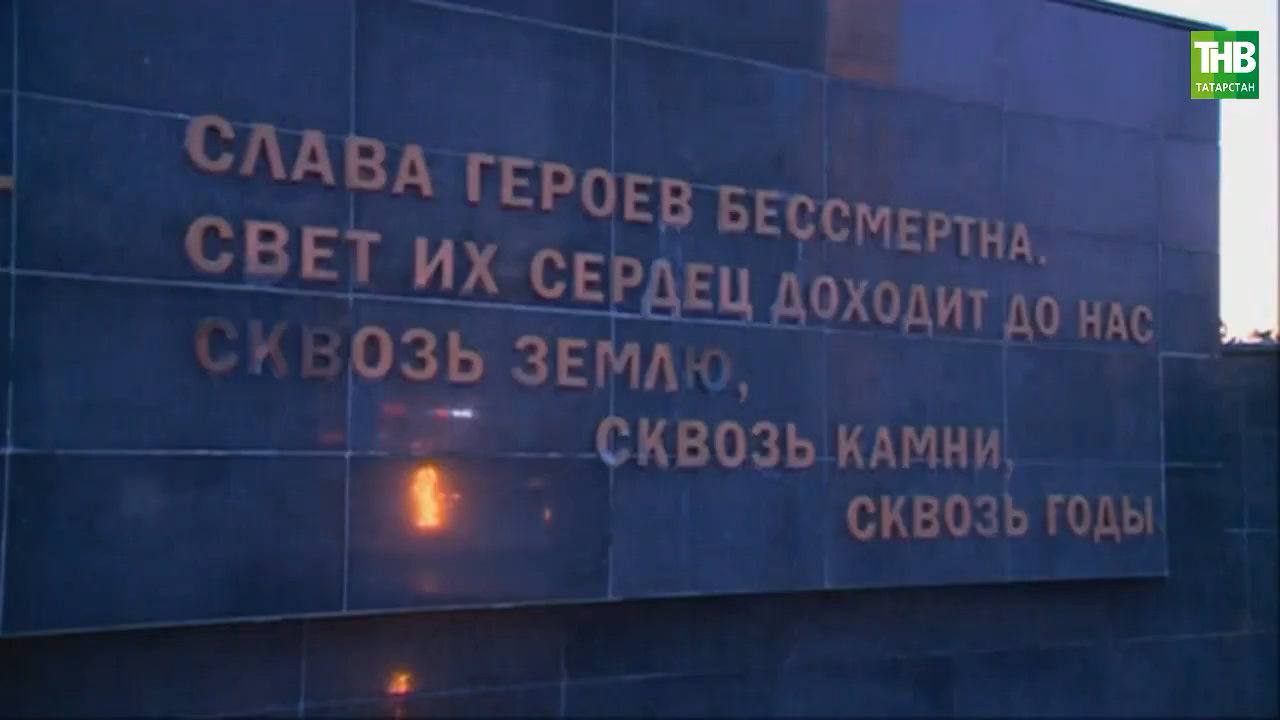 ТНВ
ТАТАРСТАН
СЛАВА ГЕРОЕВ БЕССМЕРТНА.
СВЕТ ИХ СЕРДЕЦ ДОХОДИТ ДО НАС
СКВОЗЬ ЗЕМЛЮ,
СКВОЗЬ КАМНИ,
СКВОЗЬ ГОДЫ